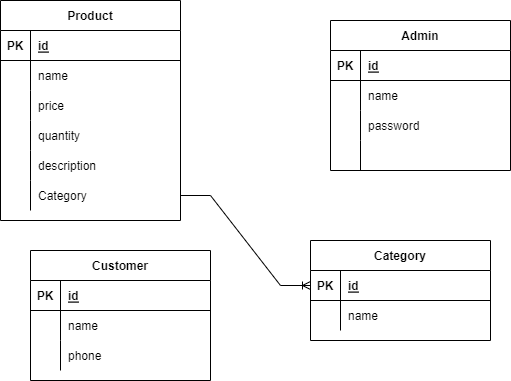 Product
PK id
name
price
quantity
description
Category
Admin
PK id
name
password
Customer
PK id
name
phone
Category
PK id
name